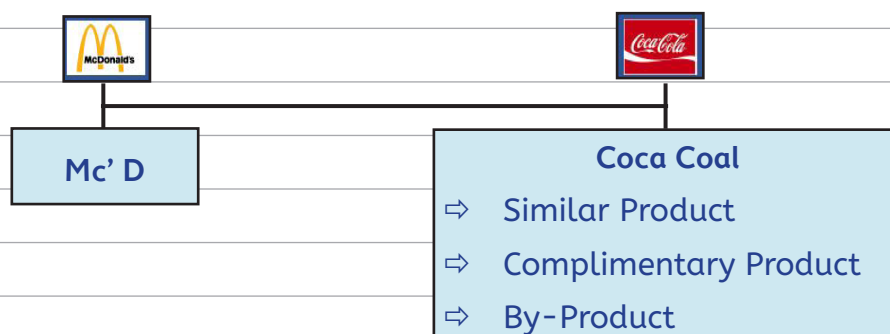 McDonald's
Coca-Cola
Mc' D
Coca Coal
⇨ Similar Product
⇨ Complimentary Product
⇨ By-Product